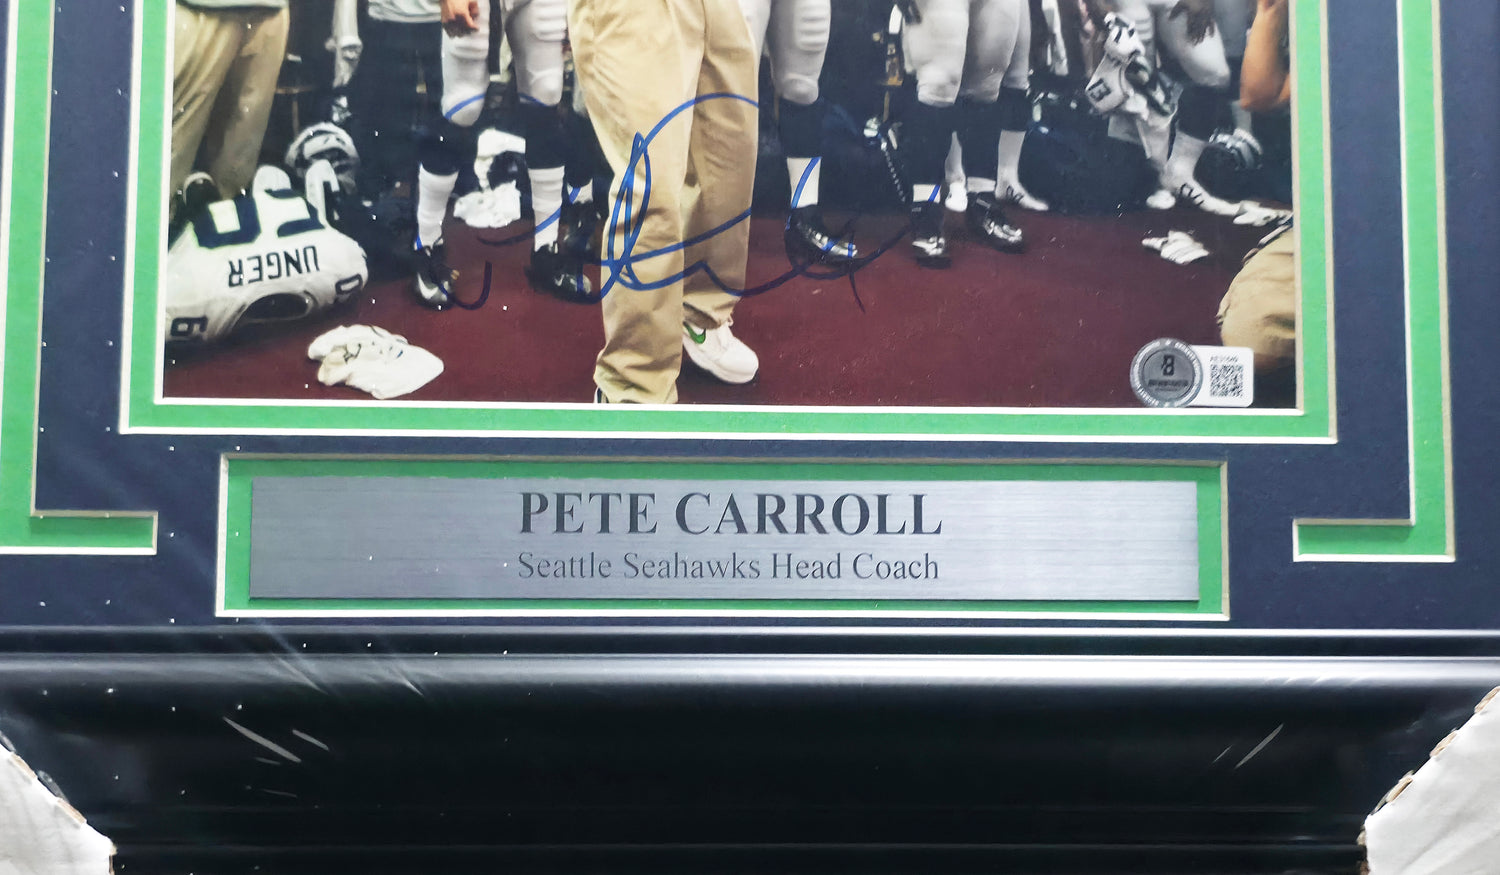 UNGER
PETE CARROLL
Seattle Seahawks Head Coach